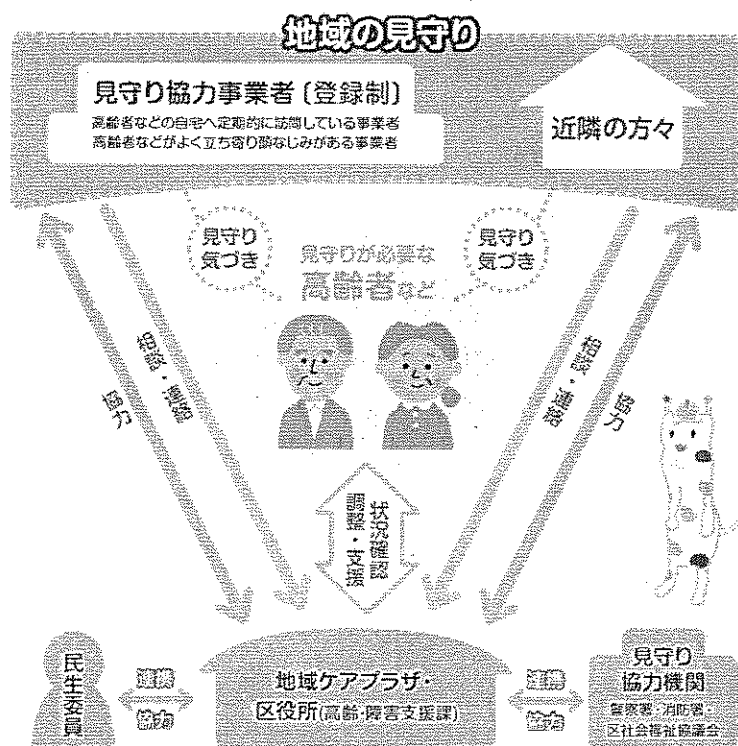 地域の見守り
見守り協力事業者〔登録制〕
高齢者などの自宅へ定期的に訪問している事業者
高齢者などがよく立ち寄り顔なじみがある事業者
近隣の方々
見守り
気づき
見守りが必要な
高齢者など
見守り
気づき
協力
相談・連絡
相談・連絡
協力
状況確認
調整・支援
民生委員
連携
協力
地域ケアプラザ・
区役所(高齢・障害支援課)
連携
協力
見守り
協力機関
警察署・消防署・
区社会福祉協議会